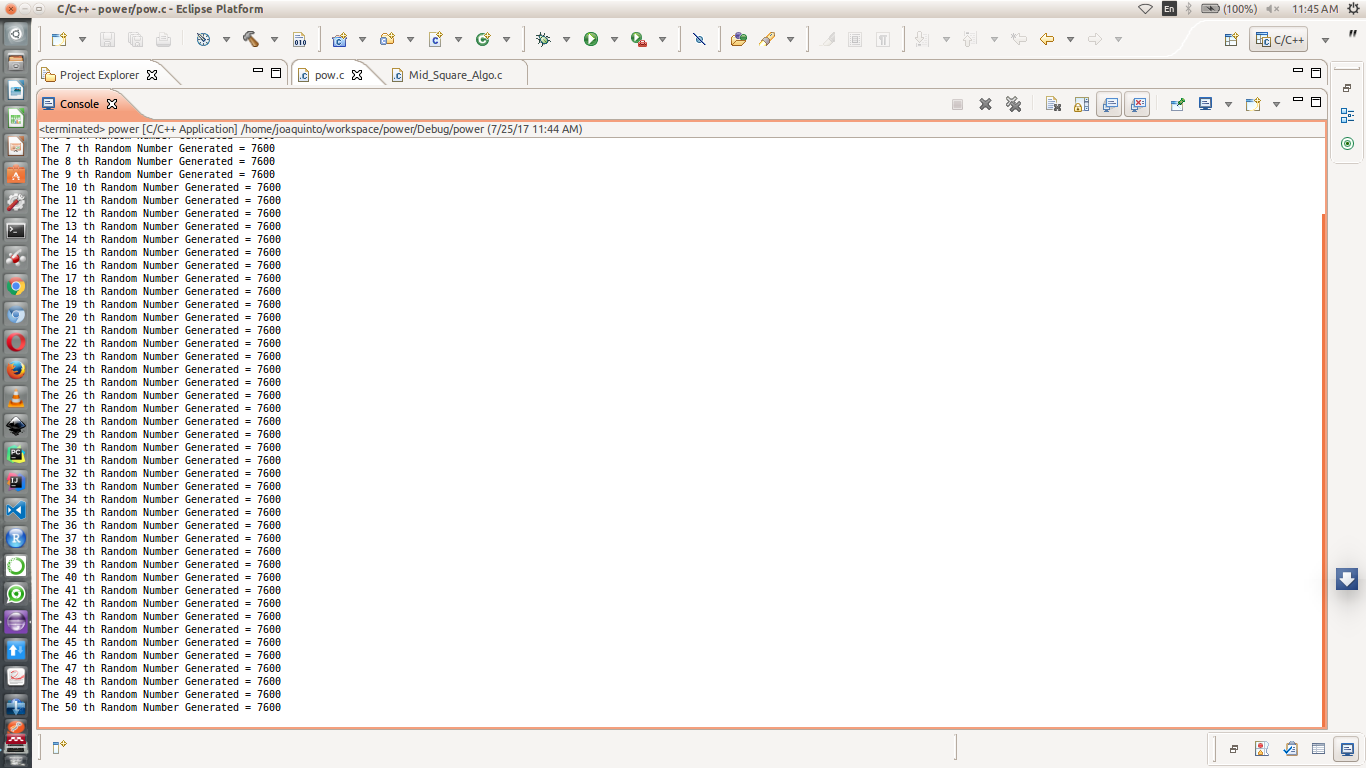 C/C++ - power/pow.c - Eclipse Platform
En
(100%)
11:45 AM
010
C/C++
Project Explorer
pow.c
Mid_Square_Algo.c
Console
<terminated> power [C/C++ Application] /home/joaquinto/workspace/power/Debug/power (7/25/17 11:44 AM)
The 7 th Random Number Generated = 7600
The 8 th Random Number Generated = 7600
The 9 th Random Number Generated = 7600
The 10 th Random Number Generated = 7600
The 11 th Random Number Generated = 7600
The 12 th Random Number Generated = 7600
The 13 th Random Number Generated = 7600
The 14 th Random Number Generated = 7600
The 15 th Random Number Generated = 7600
The 16 th Random Number Generated = 7600
The 17 th Random Number Generated = 7600
The 18 th Random Number Generated = 7600
The 19 th Random Number Generated = 7600
The 20 th Random Number Generated = 7600
The 21 th Random Number Generated = 7600
The 22 th Random Number Generated = 7600
The 23 th Random Number Generated = 7600
The 24 th Random Number Generated = 7600
The 25 th Random Number Generated = 7600
The 26 th Random Number Generated = 7600
The 27 th Random Number Generated = 7600
The 28 th Random Number Generated = 7600
The 29 th Random Number Generated = 7600
The 30 th Random Number Generated = 7600
The 31 th Random Number Generated = 7600
The 32 th Random Number Generated = 7600
The 33 th Random Number Generated = 7600
The 34 th Random Number Generated = 7600
The 35 th Random Number Generated = 7600
The 36 th Random Number Generated = 7600
The 37 th Random Number Generated = 7600
The 38 th Random Number Generated = 7600
The 39 th Random Number Generated = 7600
The 40 th Random Number Generated = 7600
The 41 th Random Number Generated = 7600
The 42 th Random Number Generated = 7600
The 43 th Random Number Generated = 7600
The 44 th Random Number Generated = 7600
The 45 th Random Number Generated = 7600
The 46 th Random Number Generated = 7600
The 47 th Random Number Generated = 7600
The 48 th Random Number Generated = 7600
The 49 th Random Number Generated = 7600
The 50 th Random Number Generated = 7600